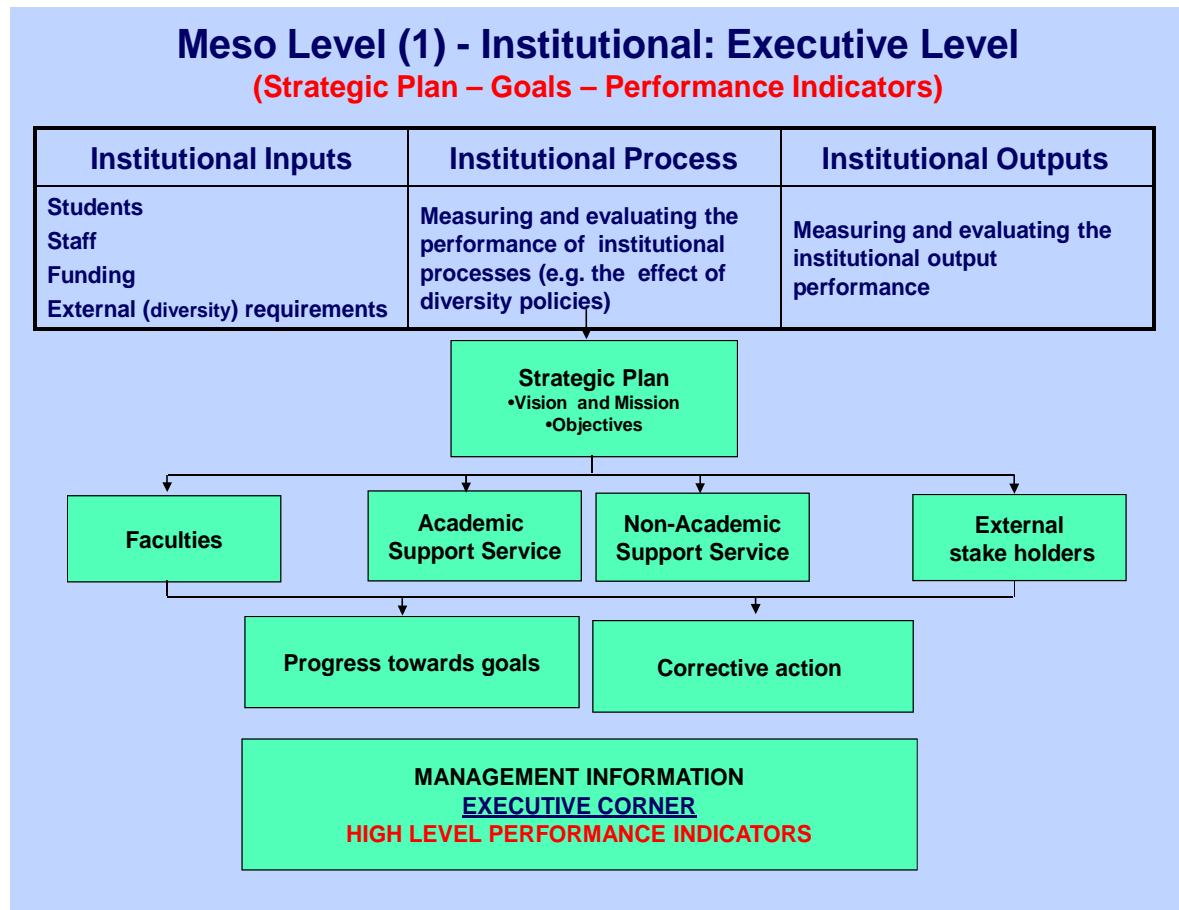 Meso Level (1) - Institutional: Executive Level
(Strategic Plan – Goals – Performance Indicators)
Institutional Inputs
Institutional Process
Institutional Outputs
Students
Staff
Funding
External (diversity) requirements
Measuring and evaluating the
performance of institutional
processes (e.g. the effect of
diversity policies)
Measuring and evaluating the
institutional output
performance
Strategic Plan
•Vision and Mission
•Objectives
Faculties
Academic
Support Service
Non-Academic
Support Service
External
stake holders
Progress towards goals
Corrective action
MANAGEMENT INFORMATION
EXECUTIVE CORNER
HIGH LEVEL PERFORMANCE INDICATORS